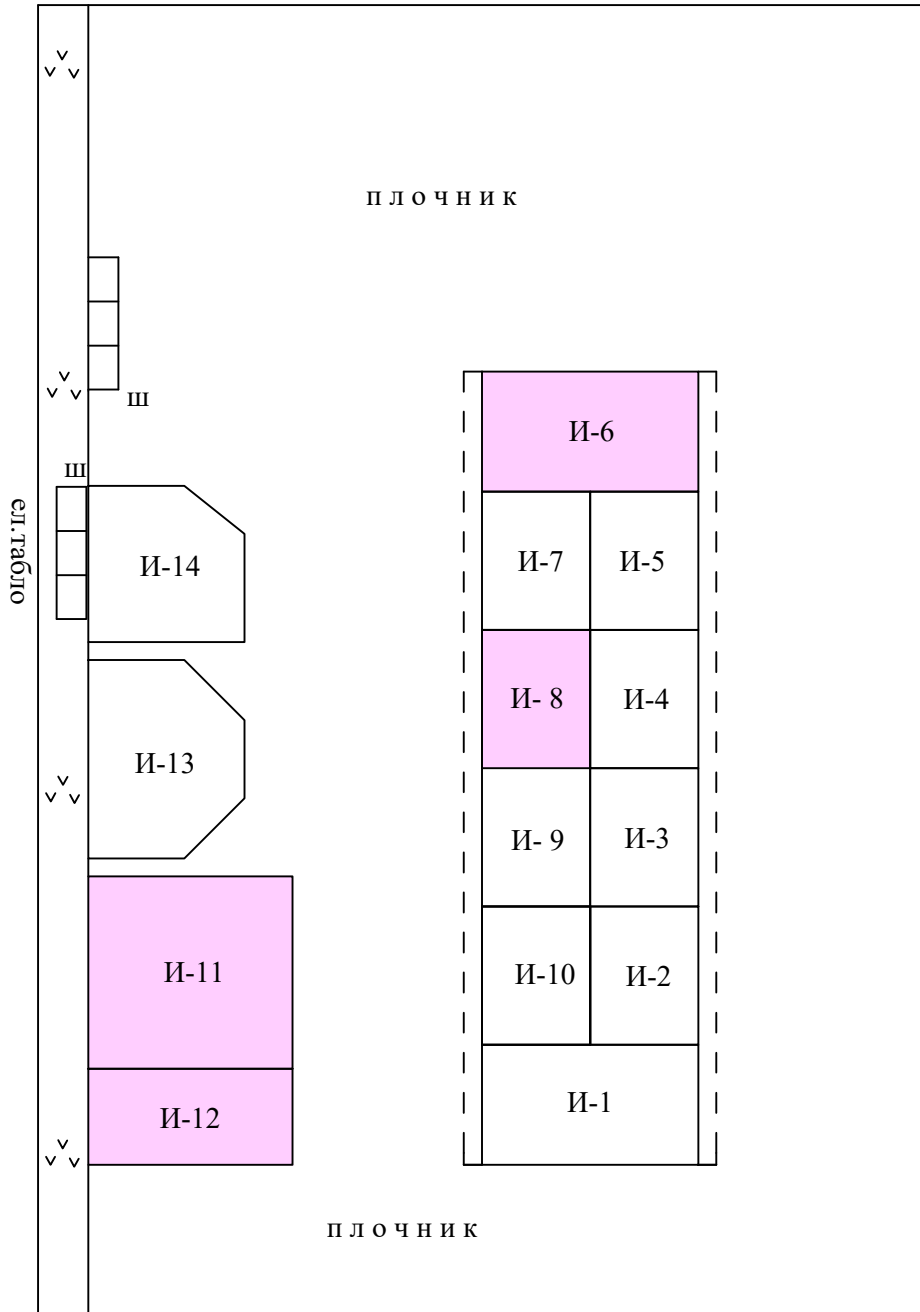 п л о ч н и к
ш
И-6
ш
ел.табло
И-14
И-7
И-5
И- 8
И-4
И-13
И- 9
И-3
И-11
И-10
И-2
И-12
И-1
п л о ч н и к